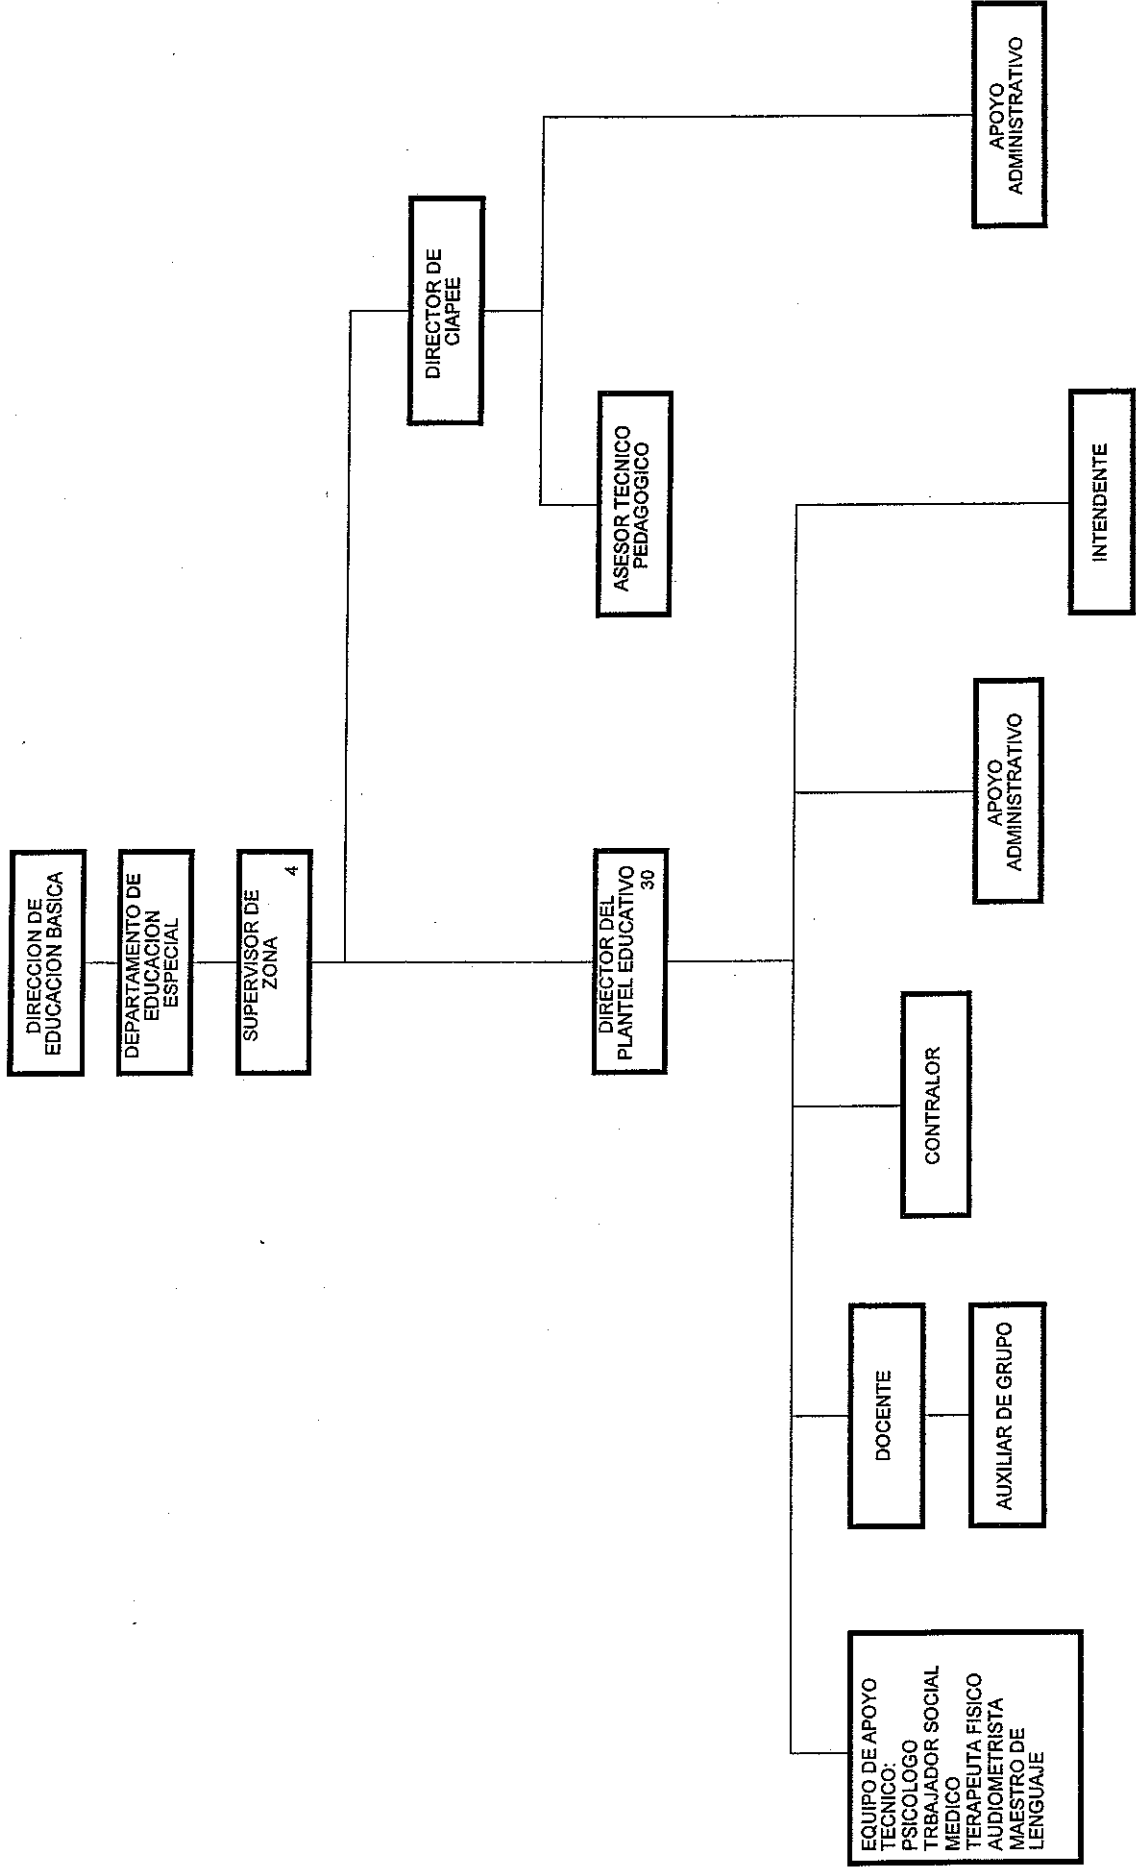 DIRECCION DE
EDUCACION BASICA
DEPARTAMENTO DE
EDUCACION
ESPECIAL
SUPERVISOR DE
ZONA
4
DIRECTOR DE
CIAPEE
DIRECTOR DEL
PLANTEL EDUCATIVO
30
ASESOR TECNICO
PEDAGOGICO
APOYO
ADMINISTRATIVO
EQUIPO DE APOYO
TECNICO:
PSICOLOGO
TRBAJADOR SOCIAL
MEDICO
TERAPEUTA FISICO
AUDIOMETRISTA
MAESTRO DE
LENGUAJE
DOCENTE
AUXILIAR DE GRUPO
CONTRALOR
APOYO
ADMINISTRATIVO
INTENDENTE